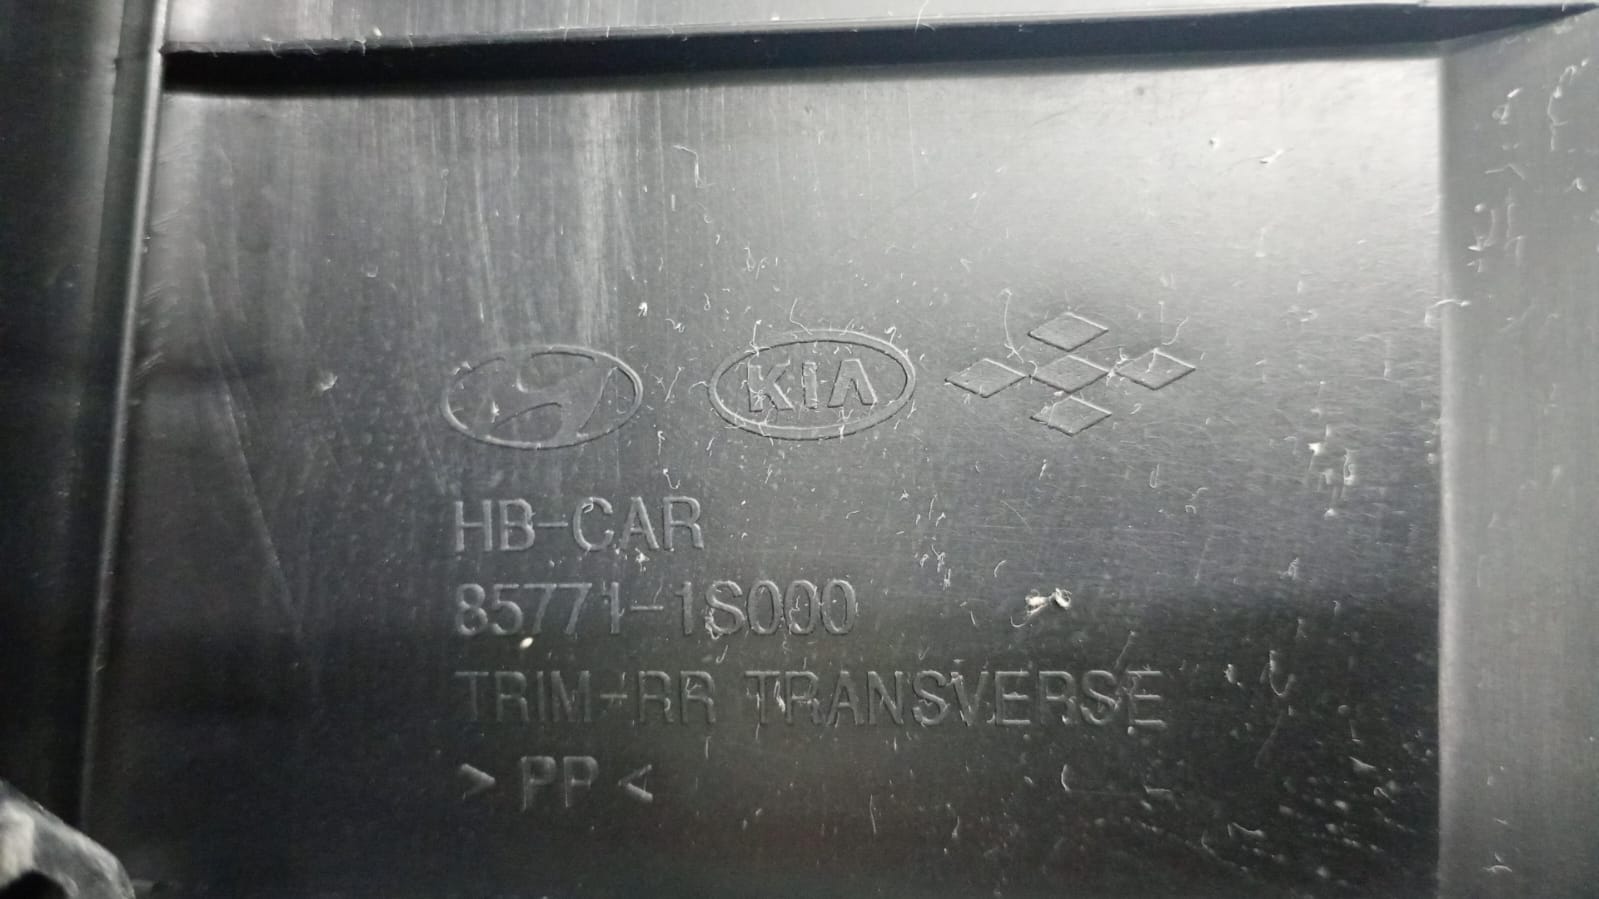 KIA
HB-CAR
85771-1S000
TRIM-RR TRANSVERSE
> PP <